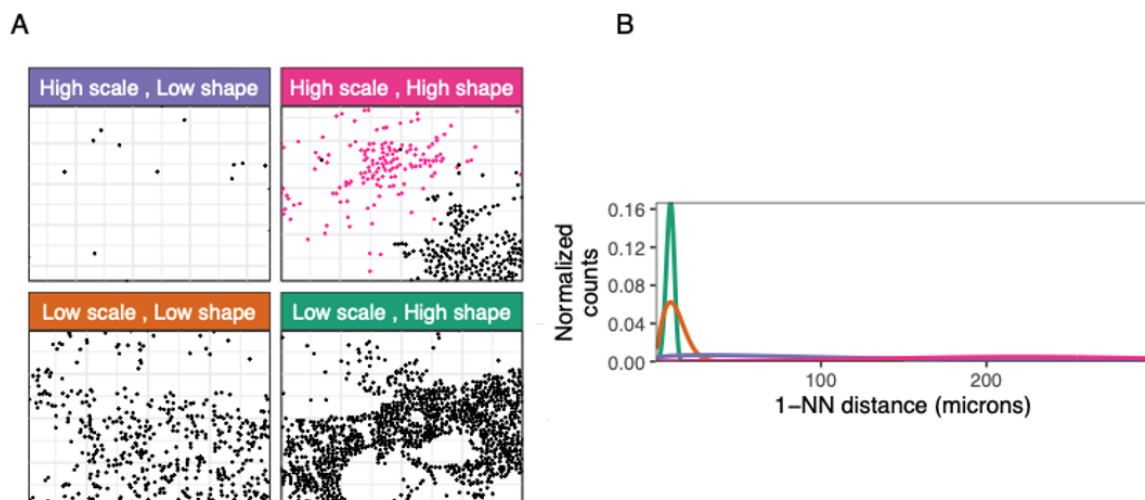 A
B
High scale , Low shape
High scale , High shape
Low scale , Low shape
Low scale , High shape
Normalized
counts
0.16
0.12
0.08
0.04
0.00
100
200
1−NN distance (microns)